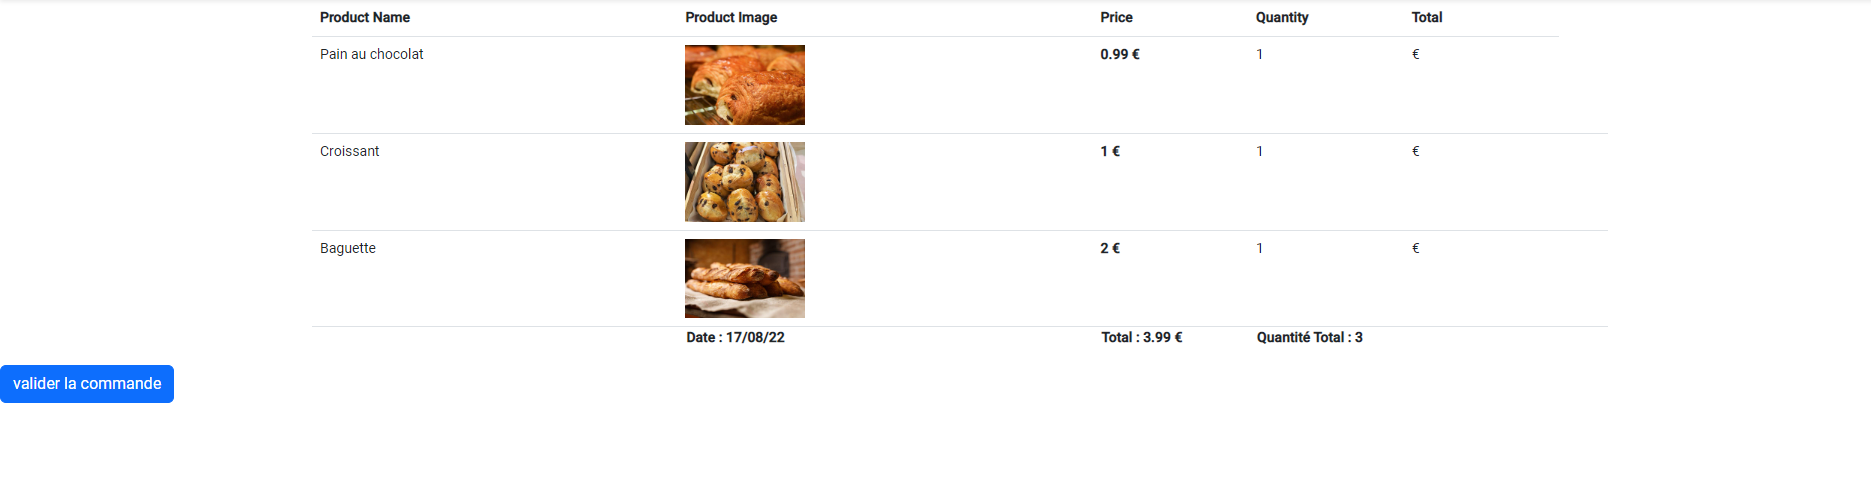 Product Name Product Image Price Quantity Total
Pain au chocolat 0.99 € 1 €
Croissant 1 € 1 €
Baguette 2 € 1 €
Date : 17/08/22 Total : 3.99 € Quantité Total : 3
valider la commande